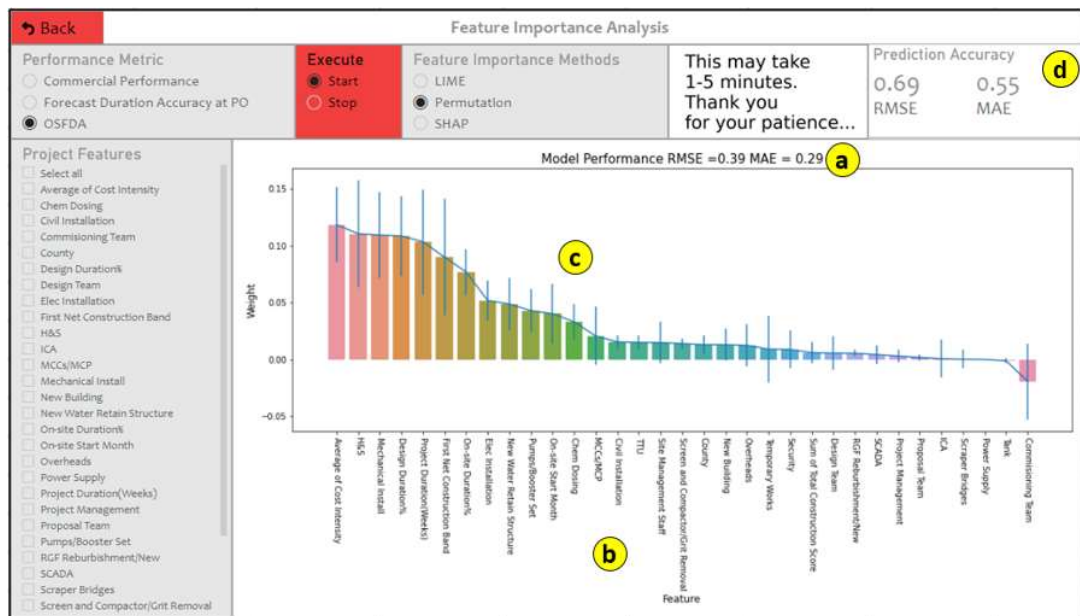 Back
Feature Importance Analysis
Performance Metric
Commercial Performance
Forecast Duration Accuracy at PO
OSFDA
Execute
Start
Stop
Feature Importance Methods
LIME
Permutation
SHAP
This may take
1-5 minutes.
Thank you
for your patience...
Prediction Accuracy
0.69
RMSE
0.55
MAE
d
Project Features
Select all
Average of Cost Intensity
Chem Dosing
Civil Installation
Commisioning Team
County
Design Duration%
Design Team
Elec Installation
First Net Construction Band
H&S
ICA
MCCs/MCP
Mechanical Install
New Building
New Water Retain Structure
On-site Duration%
On-site Start Month
Overheads
Power Supply
Project Duration(Weeks)
Project Management
Proposal Team
Pumps/Booster Set
RGF Reburbishment/New
SCADA
Scraper Bridges
Screen and Compactor/Grit Removal
Model Performance RMSE =0.39 MAE = 0.29
a
0.15
0.10
0.05
0.00
−0.05
Weight
c
Average of Cost Intensity
H&S
Mechanical Install
Design Duration%
Project Duration(Weeks)
First Net Construction Band
On-site Duration%
Elec Installation
New Water Retain Structure
Pumps/Booster Set
On-site Start Month
Chem Dosing
MCCs/MCP
Civil Installation
TTU
Site Management Staff
Screen and Compactor/Grit Removal
County
New Building
Overheads
Temporary Works
Security
Sum of Total Construction Score
Design Team
RGF Reburbishment/New
SCADA
Project Management
Proposal Team
ICA
Scraper Bridges
Power Supply
Tank
Commisioning Team
b
Feature